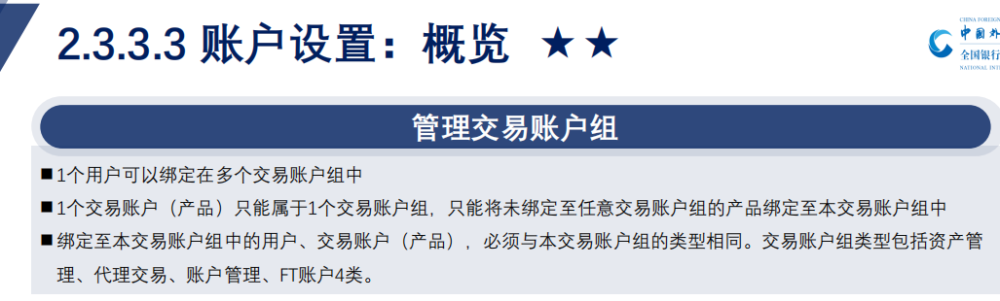 2.3.3.3 账户设置：概览 ★★
CHINA FOREIGN
中国外
全国银行
NATIONAL INT
管理交易账户组
■1个用户可以绑定在多个交易账户组中
■1个交易账户（产品）只能属于1个交易账户组，只能将未绑定至任意交易账户组的产品绑定至本交易账户组中
■绑定至本交易账户组中的用户、交易账户（产品），必须与本交易账户组的类型相同。交易账户组类型包括资产管
理、代理交易、账户管理、FT账户4类。